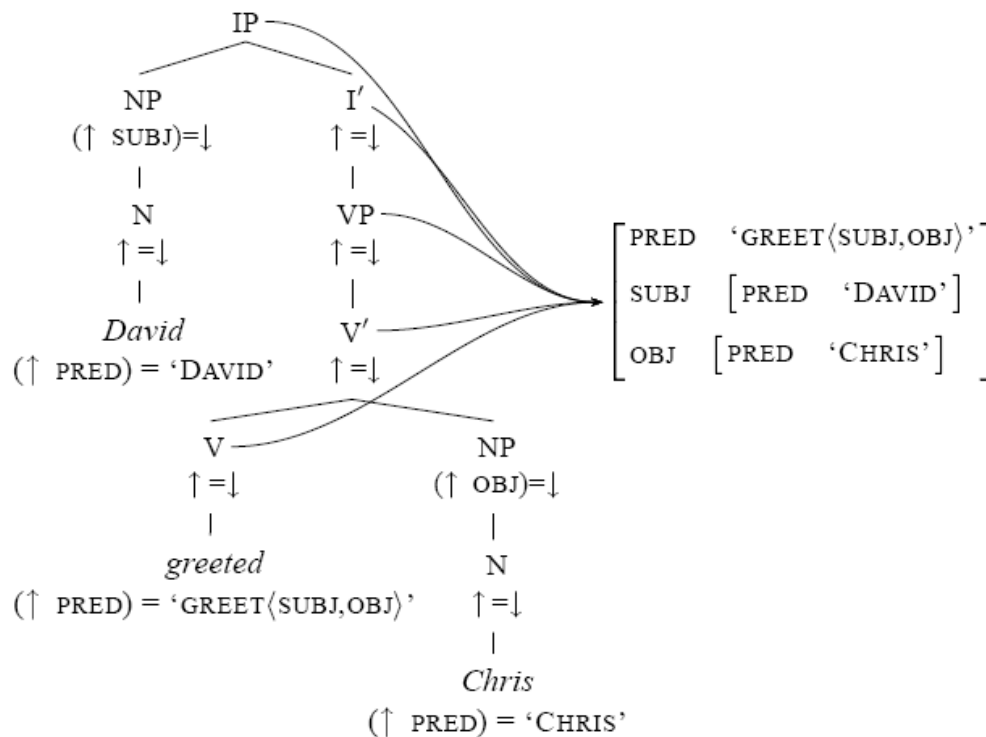 IP
NP I′
(↑ SUBJ)=↓ ↑=↓
N VP
↑=↓ ↑=↓
PRED ‘GREET⟨SUBJ,OBJ⟩’
SUBJ [PRED ‘DAVID’]
OBJ [PRED ‘CHRIS’]
David V′
(↑ PRED) = ‘DAVID’ ↑=↓
V NP
↑=↓ (↑ OBJ)=↓
greeted N
(↑ PRED) = ‘GREET⟨SUBJ,OBJ⟩’ ↑=↓
Chris
(↑ PRED) = ‘CHRIS’